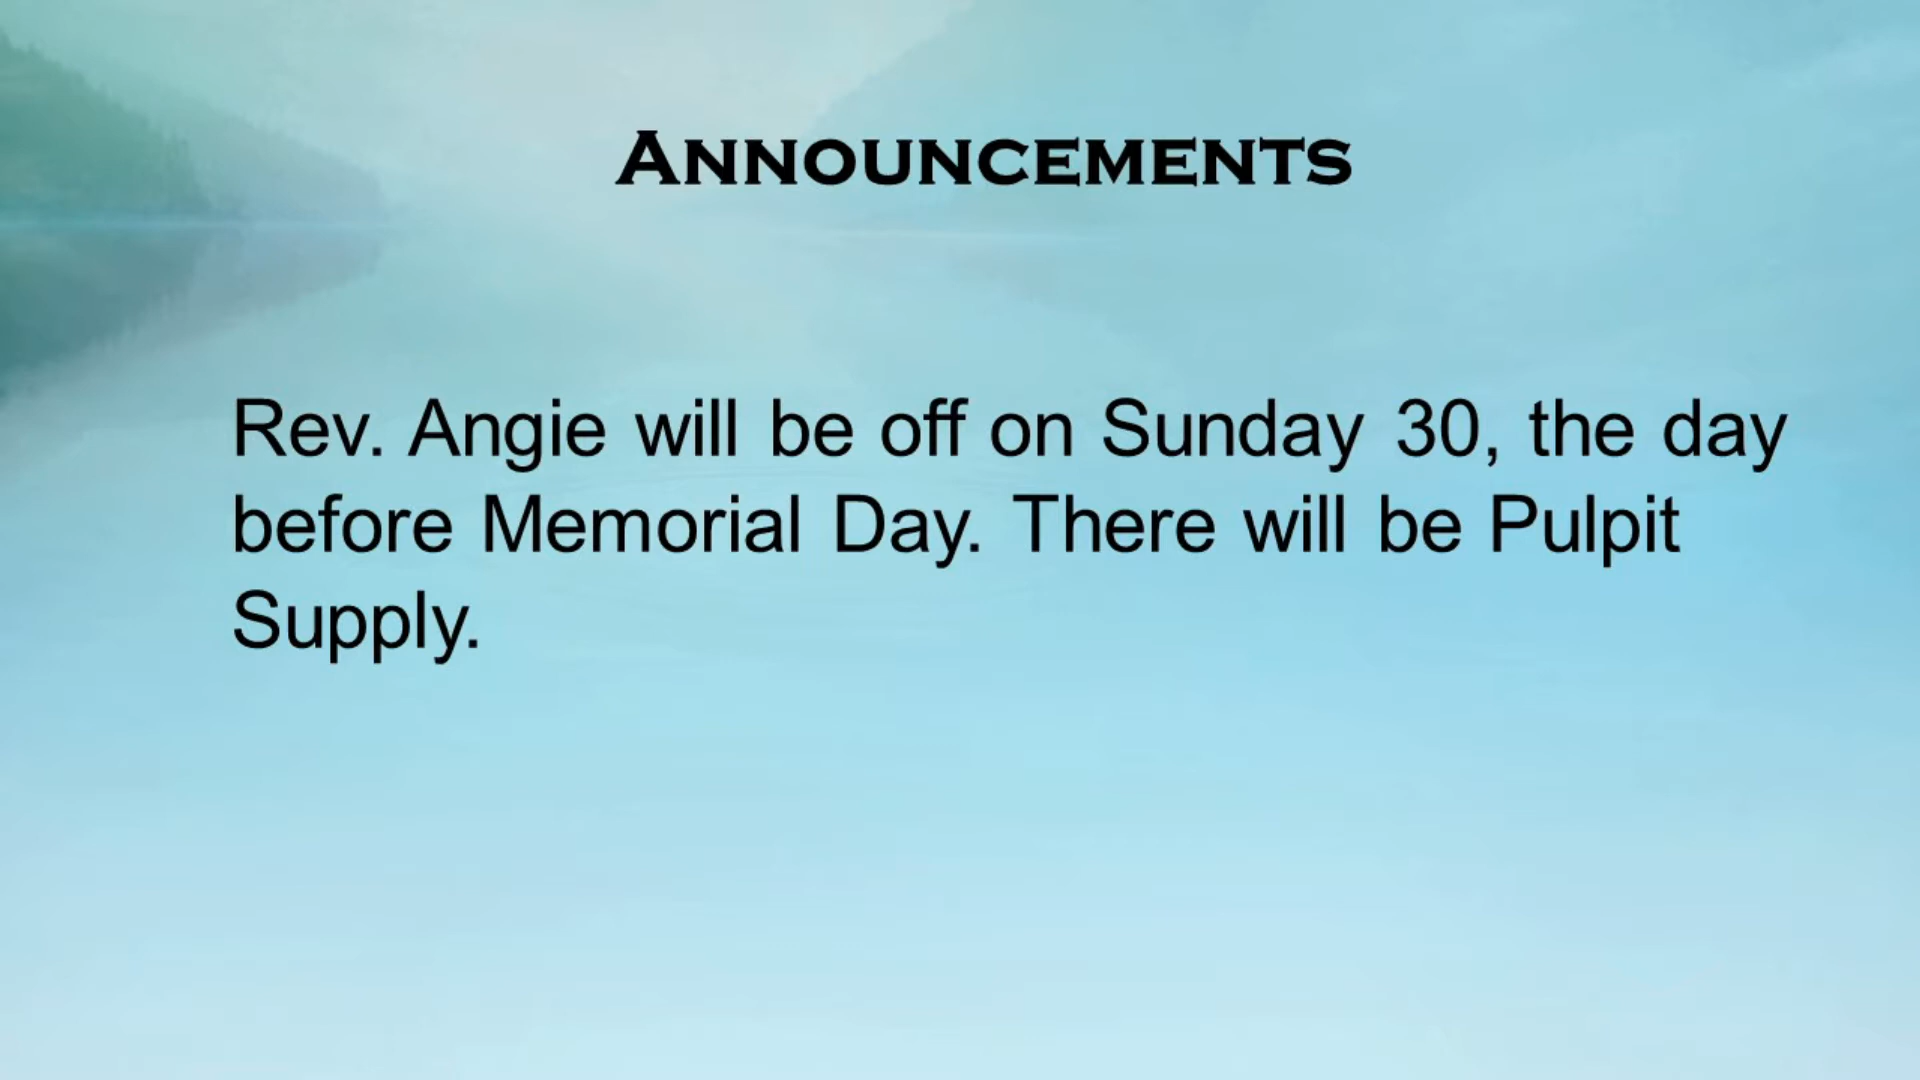 Announcements
Rev. Angie will be off on Sunday 30, the day
before Memorial Day. There will be Pulpit
Supply.